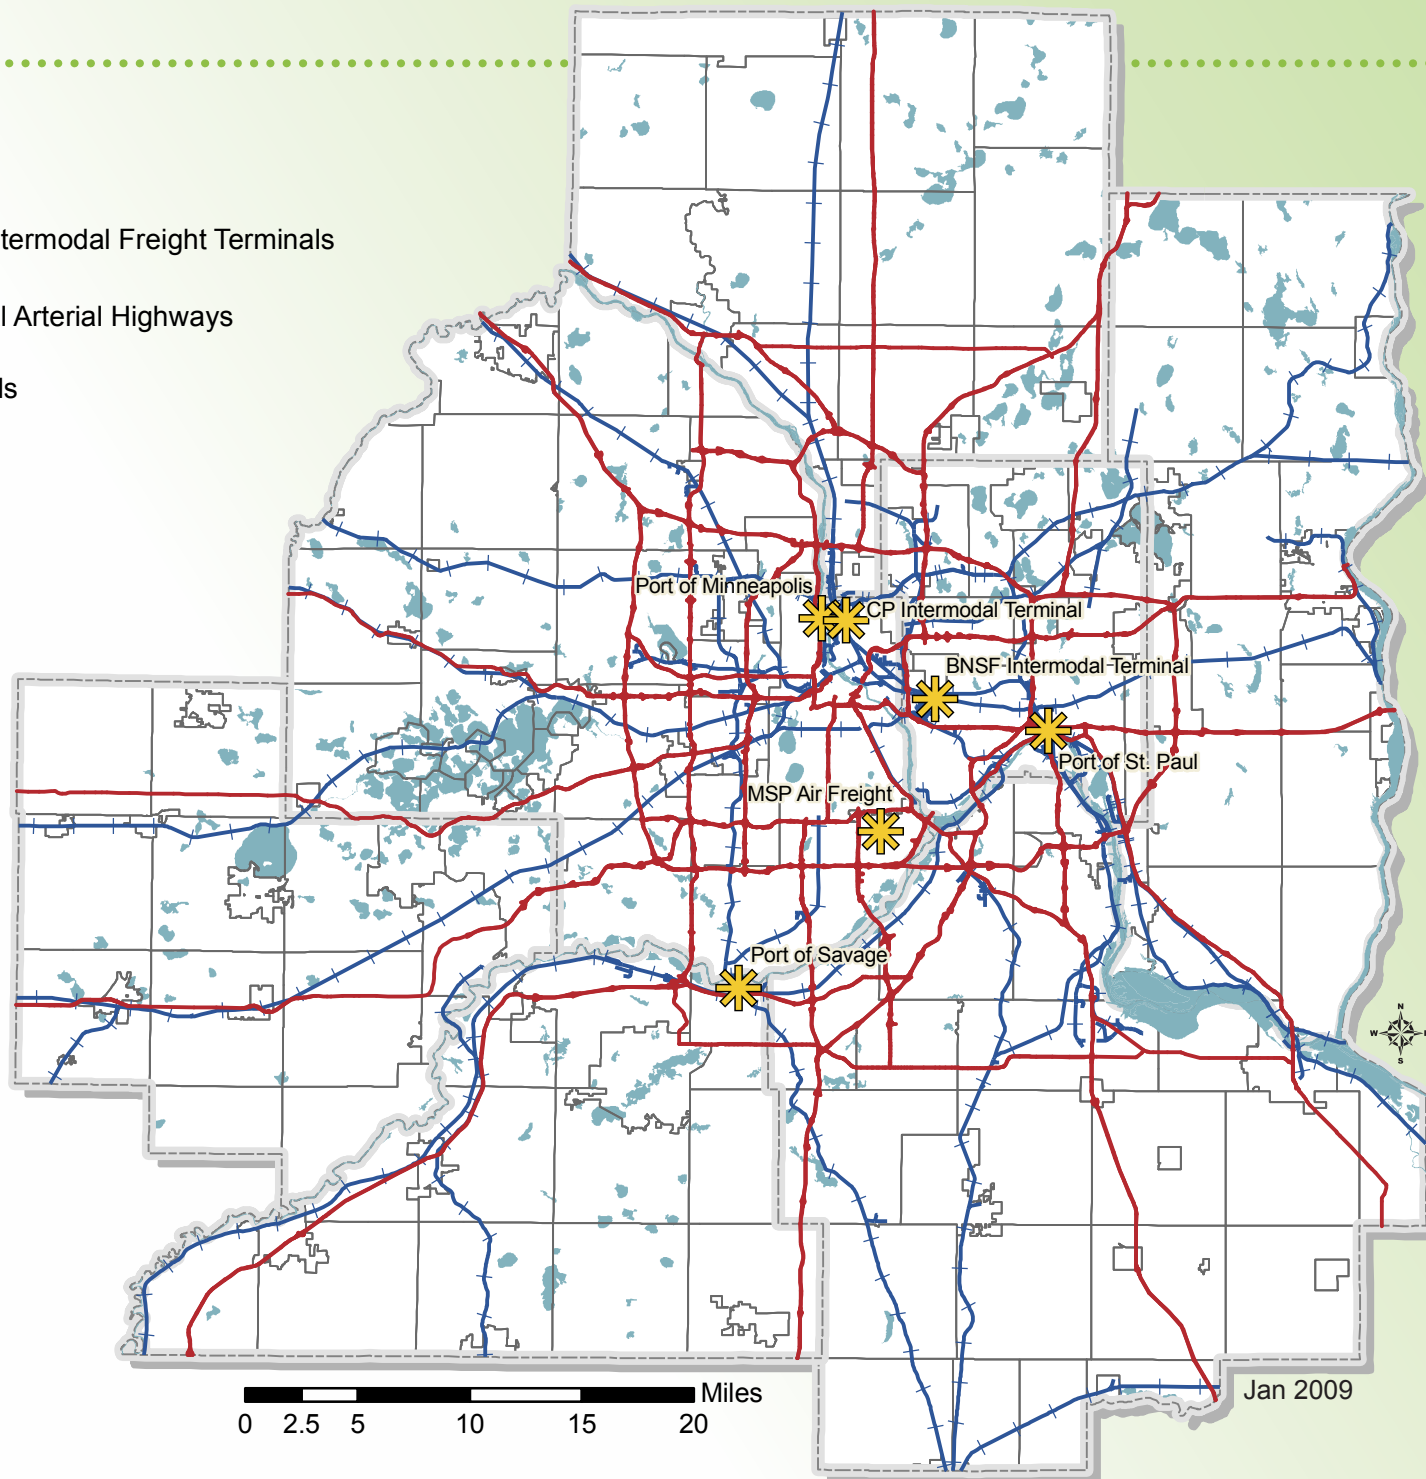 termodal Freight Terminals
l Arterial Highways
ls
Port of Minneapolis
CP Intermodal Terminal
BNSF Intermodal Terminal
Port of St. Paul
MSP Air Freight
Port of Savage
N
W
S
Miles
0 2.5 5 10 15 20
Jan 2009